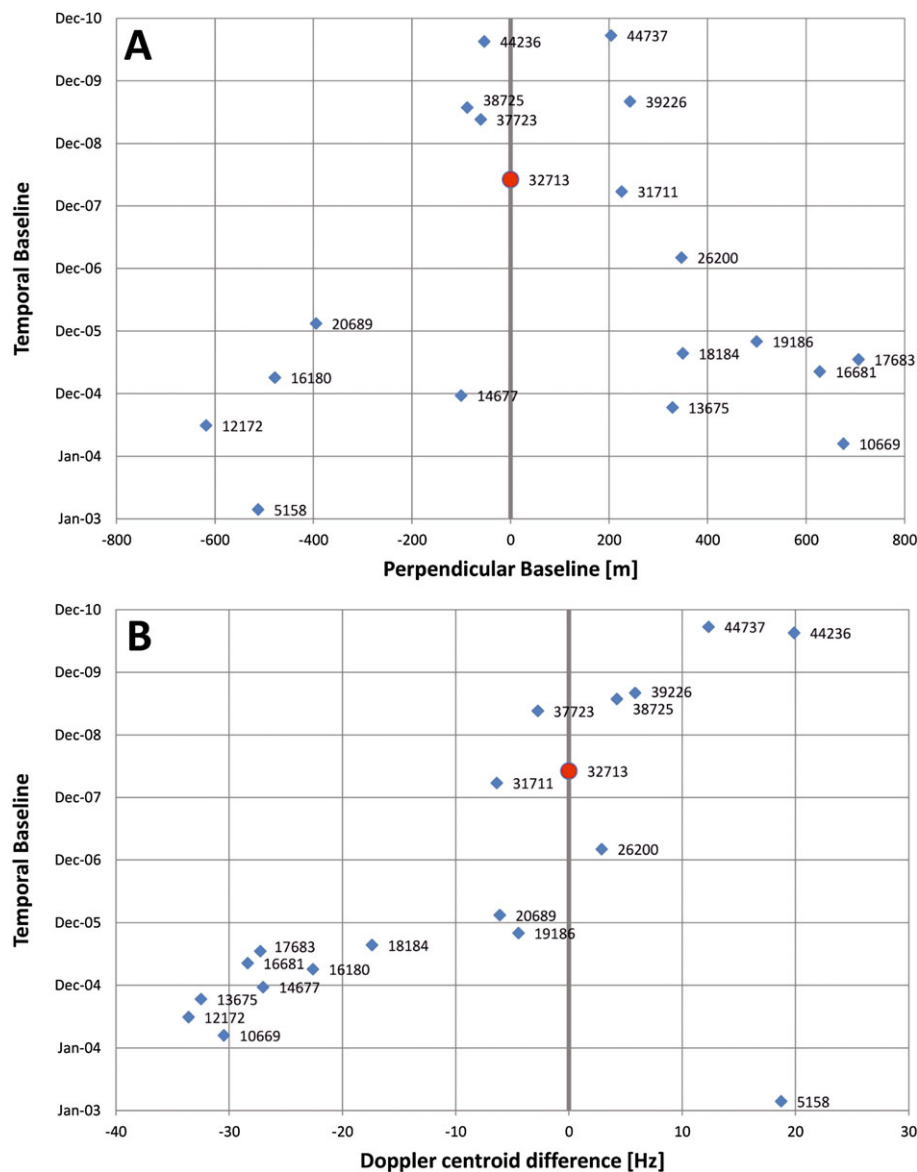 A
Dec-10
44236
44737
Dec-09
38725
39226
37723
Dec-08
32713
31711
Dec-07
26200
Dec-06
20689
Dec-05
19186
18184
17683
16180
16681
Dec-04
14677
13675
12172
10669
Jan-04
5158
Jan-03
-800
-600
-400
-200
0
200
400
600
800
Temporal Baseline
Perpendicular Baseline [m]
B
Dec-10
44737
44236
Dec-09
39226
37723
38725
Dec-08
32713
31711
Dec-07
26200
Dec-06
20689
Dec-05
19186
17683
18184
16681
16180
Dec-04
14677
13675
12172
10669
Jan-04
5158
Jan-03
-40
-30
-20
-10
0
10
20
30
Temporal Baseline
Doppler centroid difference [Hz]